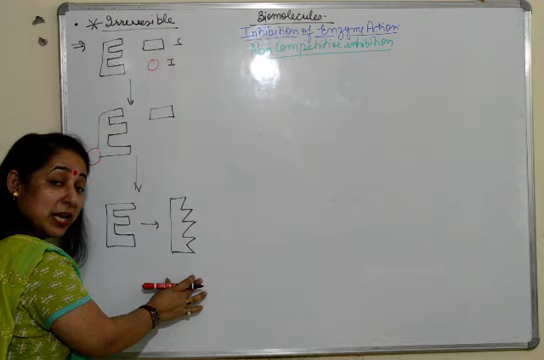 Biomolecules.
* Irreversible
Inhibition of Enzyme Action
Non Competitive inhibition
E S
I
E
E